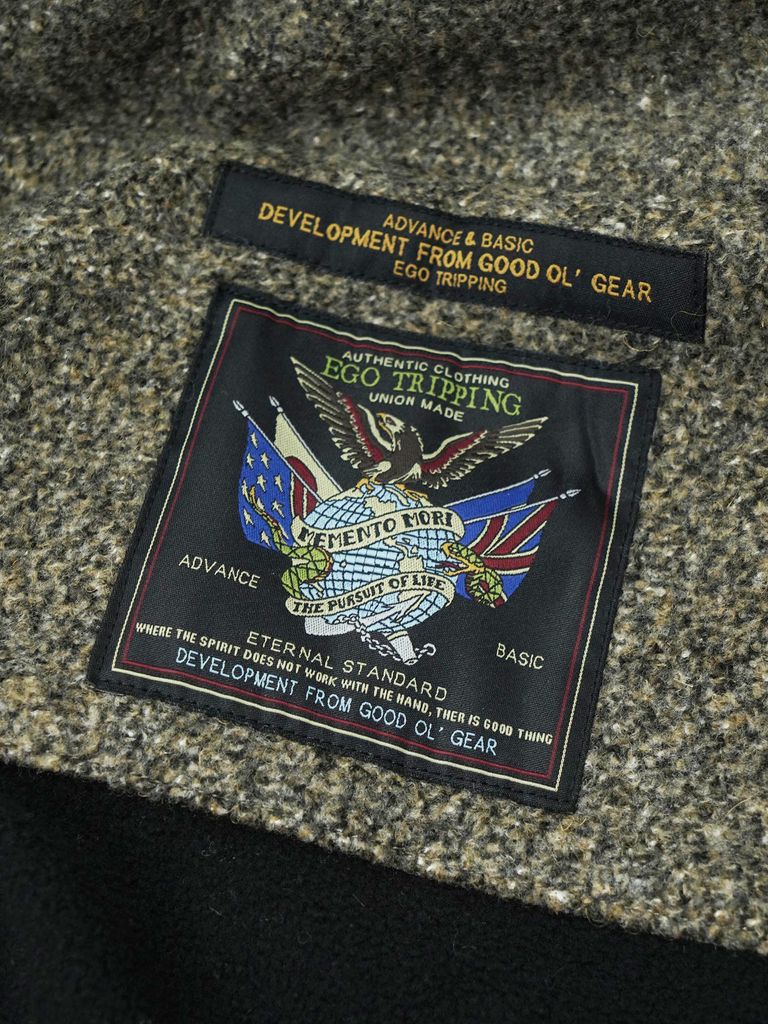 ADVANCE & BASIC
DEVELOPMENT FROM GOOD OL' GEAR
EGO TRIPPING
AUTHENTIC CLOTHING
EGO TRIPPING
UNION MADE
MEMENTO MORI
THE PURSUIT OF LIFE
ADVANCE
BASIC
ETERNAL STANDARD
WHERE THE SPIRIT DOES NOT WORK WITH THE HAND, THER IS GOOD THING
DEVELOPMENT FROM GOOD OL' GEAR